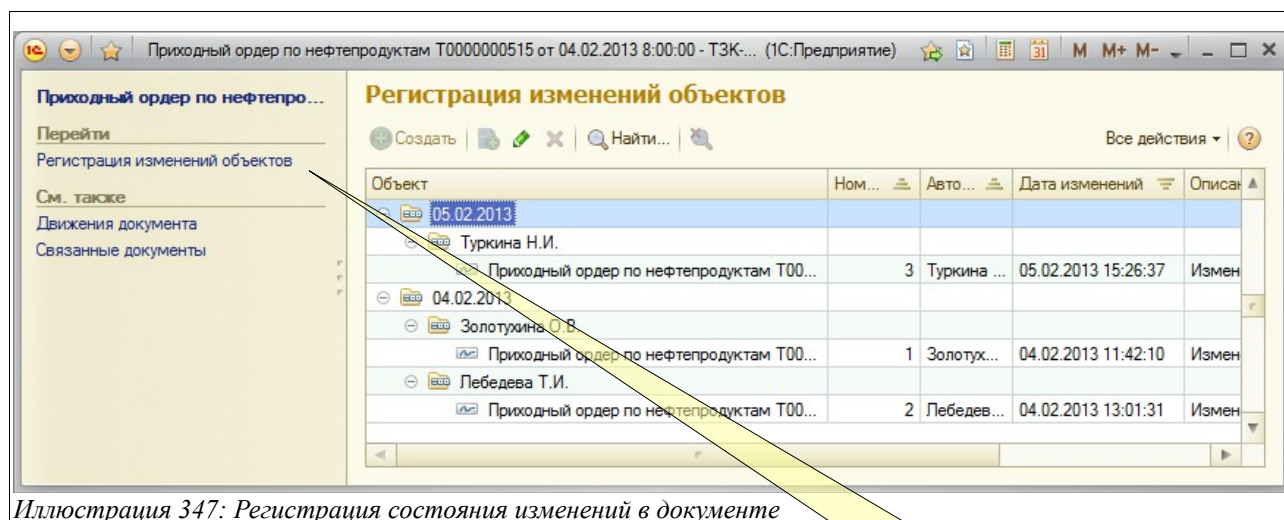 Приходный ордер по нефтепродуктам Т0000000515 от 04.02.2013 8:00:00 - ТЗК-... (1С:Предприятие) 31 M M+ M-
Приходный ордер по нефтепро...
Перейти
Регистрация изменений объектов
См. также
Движения документа
Связанные документы
Регистрация изменений объектов
Создать Найти... Все действия ?
Объект Ном... Авто... Дата изменений Описан
05.02.2013
Туркина Н.И.
Приходный ордер по нефтепродуктам Т00... 3 Туркина ... 05.02.2013 15:26:37 Измен
04.02.2013
Золотухина О.В.
Приходный ордер по нефтепродуктам Т00... 1 Золотух... 04.02.2013 11:42:10 Измен
Лебедева Т.И.
Приходный ордер по нефтепродуктам Т00... 2 Лебедев... 04.02.2013 13:01:31 Измен
Иллюстрация 347: Регистрация состояния изменений в документе